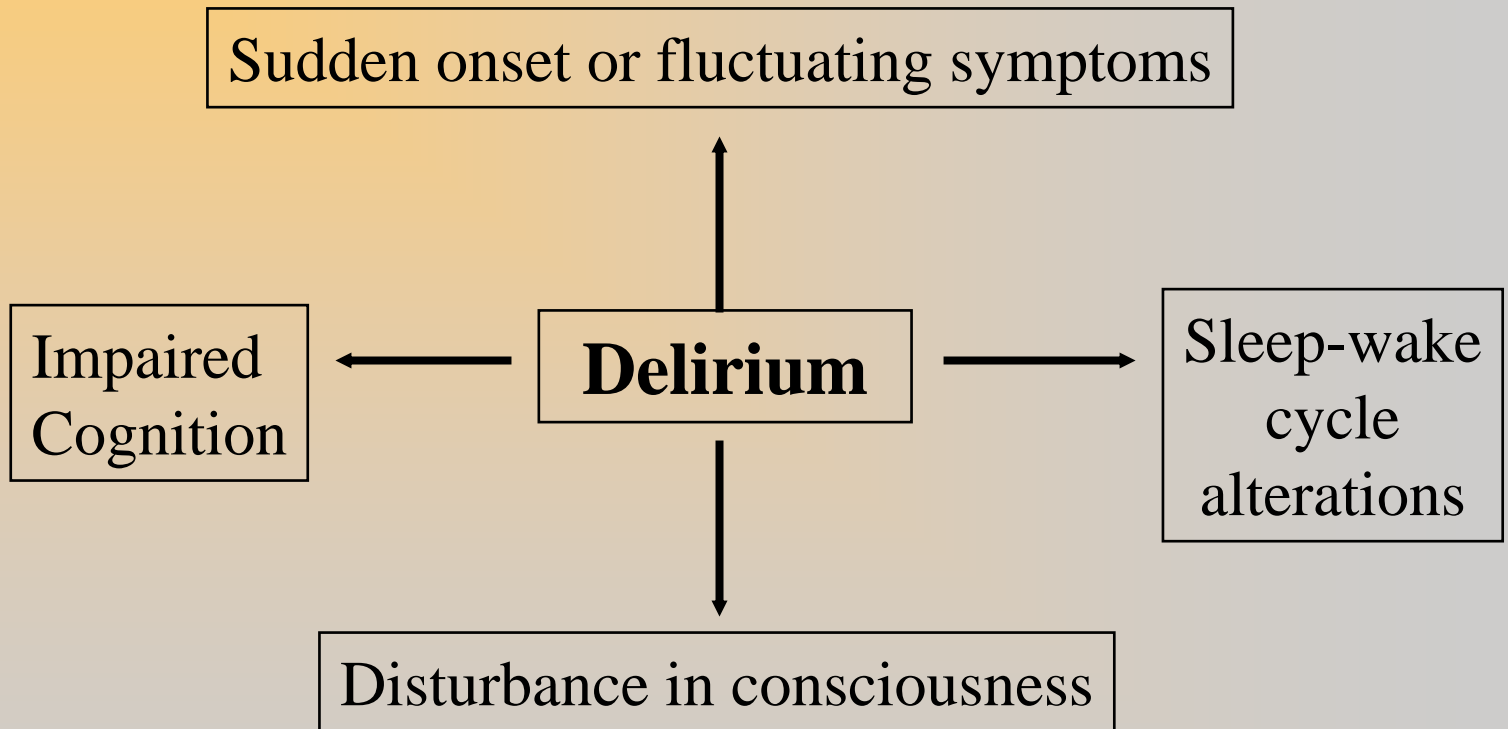 Sudden onset or fluctuating symptoms
Impaired
Cognition
Delirium
Sleep-wake
cycle
alterations
Disturbance in consciousness